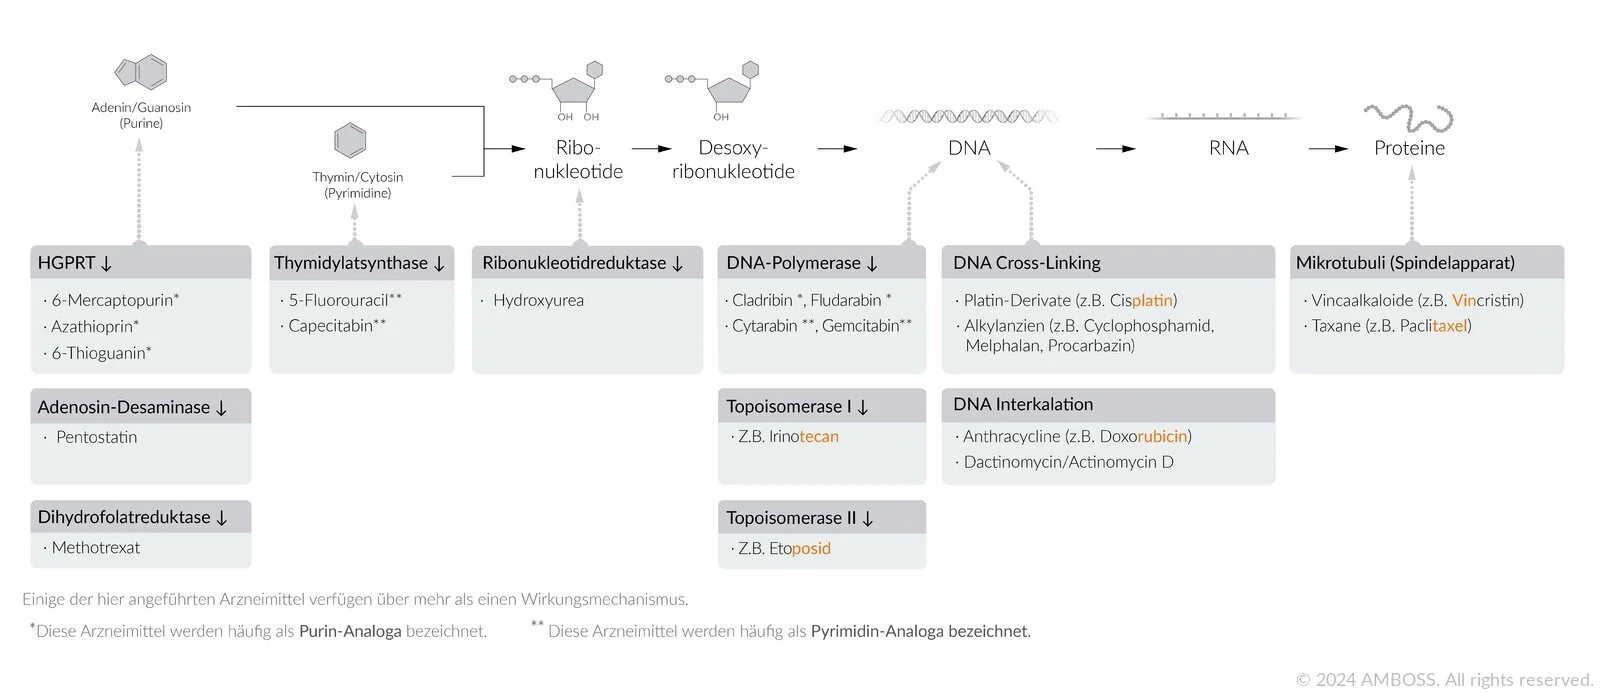 Adenin/Guanosin
(Purine)
Thymin/Cytosin
(Pyrimidine)
OH OH
Ribo-
nukleotide
OH
Desoxy-
ribonukleotide
DNA
RNA
Proteine
HGPRT ↓
· 6-Mercaptopurin*
· Azathioprin*
· 6-Thioguanin*
Adenosin-Desaminase ↓
· Pentostatin
Dihydrofolatreduktase ↓
· Methotrexat
Thymidylatsynthase ↓
· 5-Fluorouracil**
· Capecitabin**
Ribonukleotidreduktase ↓
· Hydroxyurea
DNA-Polymerase ↓
· Cladribin *, Fludarabin *
· Cytarabin **, Gemcitabin**
Topoisomerase I ↓
· Z.B. Irinotecan
Topoisomerase II ↓
· Z.B. Etoposid
DNA Cross-Linking
· Platin-Derivate (z.B. Cisplatin)
· Alkylanzien (z.B. Cyclophosphamid,
Melphalan, Procarbazin)
DNA Interkalation
· Anthracycline (z.B. Doxorubicin)
· Dactinomycin/Actinomycin D
Mikrotubuli (Spindelapparat)
· Vincaalkaloide (z.B. Vincristin)
· Taxane (z.B. Paclitaxel)
Einige der hier angeführten Arzneimittel verfügen über mehr als einen Wirkungsmechanismus.
*Diese Arzneimittel werden häufig als Purin-Analoga bezeichnet.
** Diese Arzneimittel werden häufig als Pyrimidin-Analoga bezeichnet.
© 2024 AMBOSS. All rights reserved.